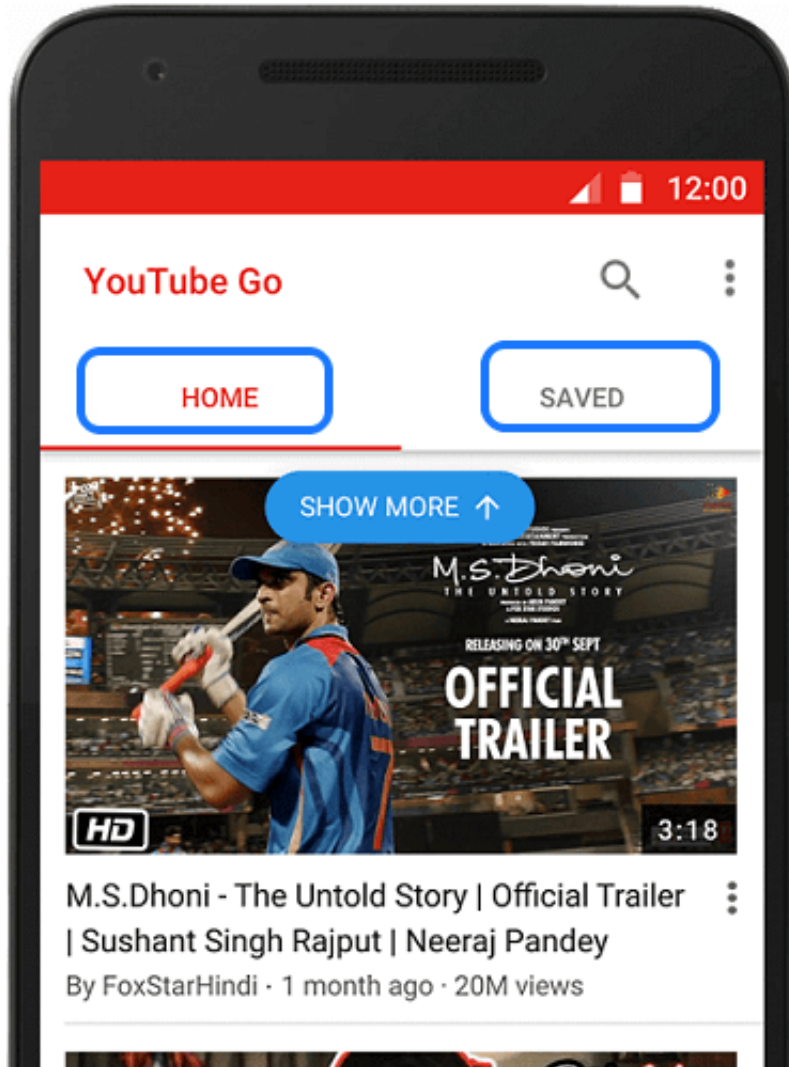 12:00
YouTube Go
HOME
SAVED
SHOW MORE ↑
M.S.Dhoni
THE UNTOLD STORY
RELEASING ON 30TH SEPT
OFFICIAL
TRAILER
7
HD
3:18
M.S.Dhoni - The Untold Story | Official Trailer
| Sushant Singh Rajput | Neeraj Pandey
By FoxStarHindi · 1 month ago · 20M views